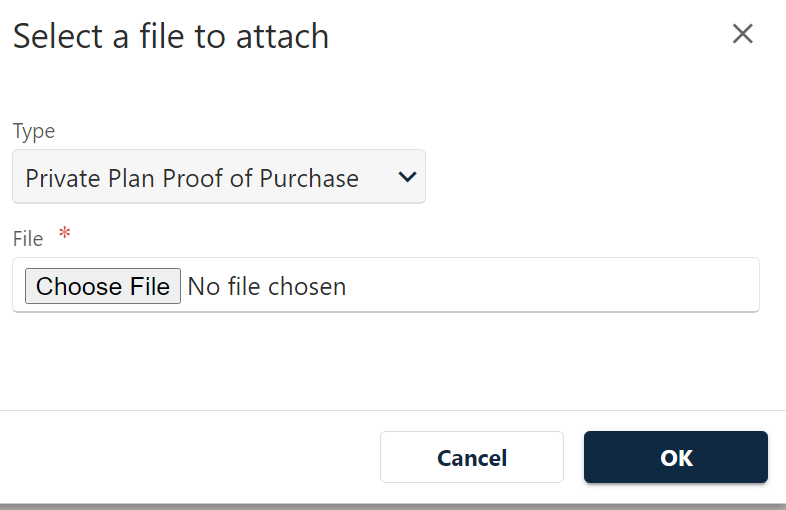 Select a file to attach
Type
Private Plan Proof of Purchase
File *
Choose File No file chosen
Cancel OK